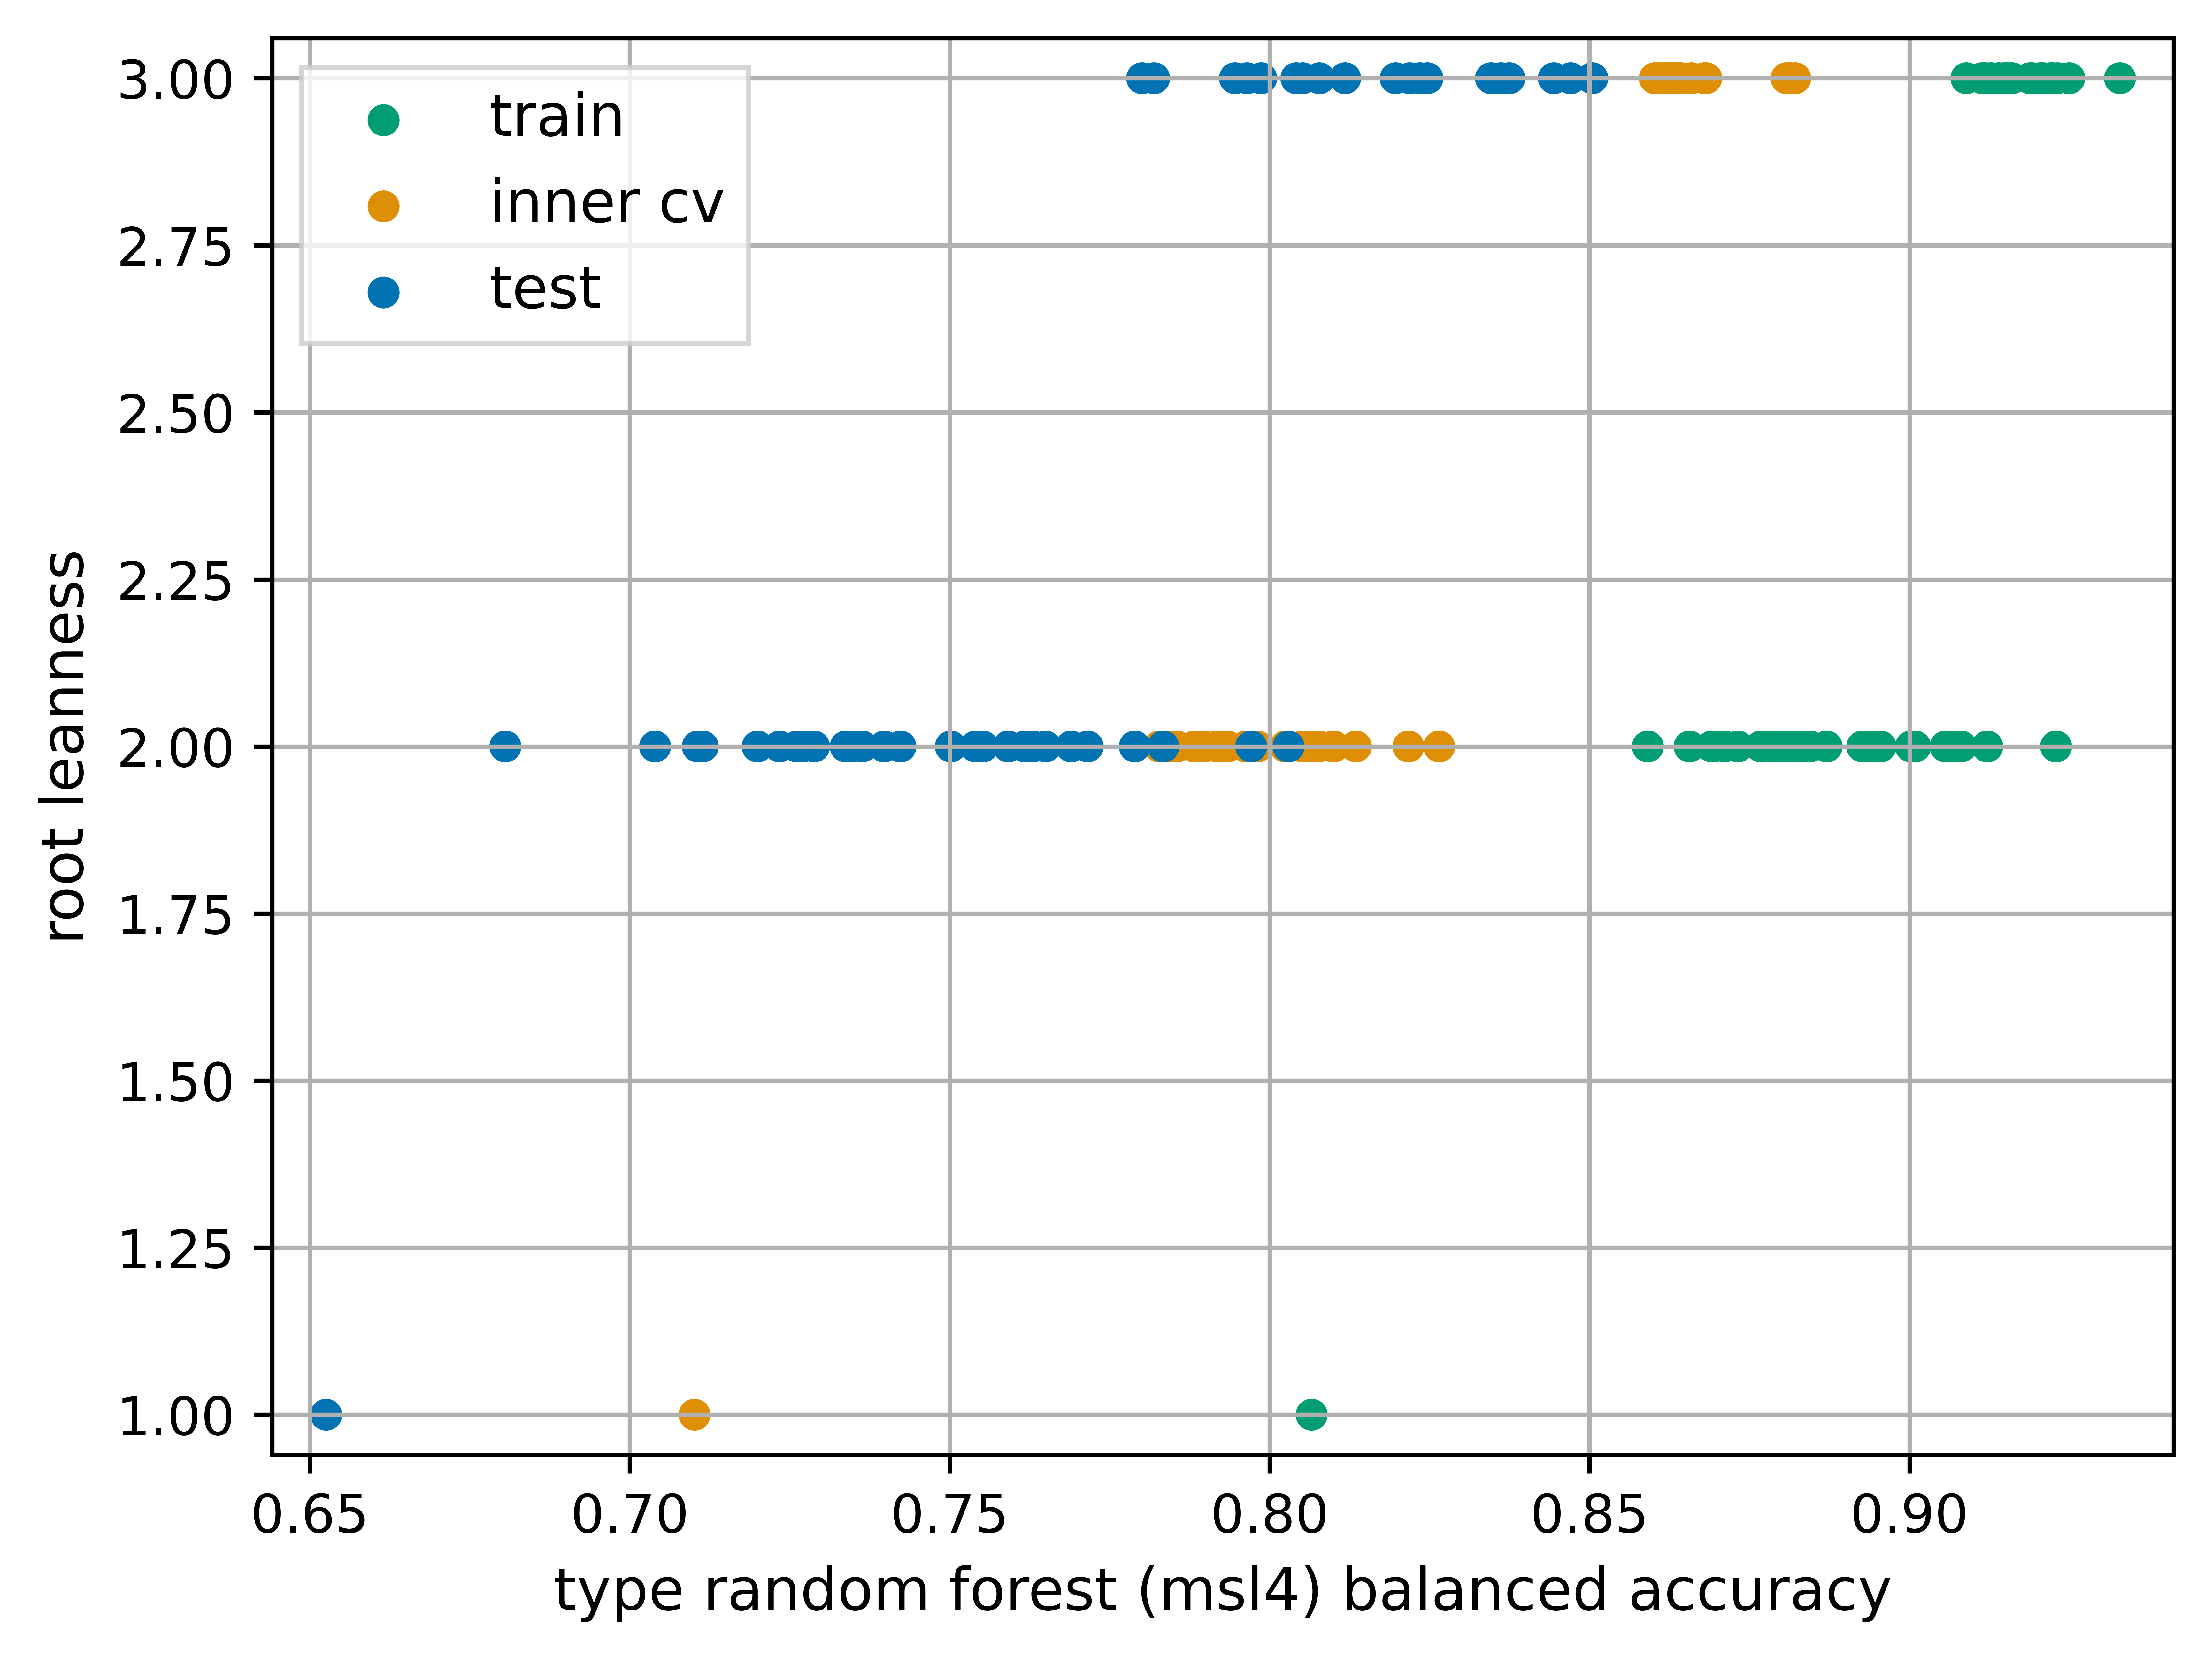 train
inner cv
test
root leanness
3.00
2.75
2.50
2.25
2.00
1.75
1.50
1.25
1.00
0.65 0.70 0.75 0.80 0.85 0.90
type random forest (msl4) balanced accuracy